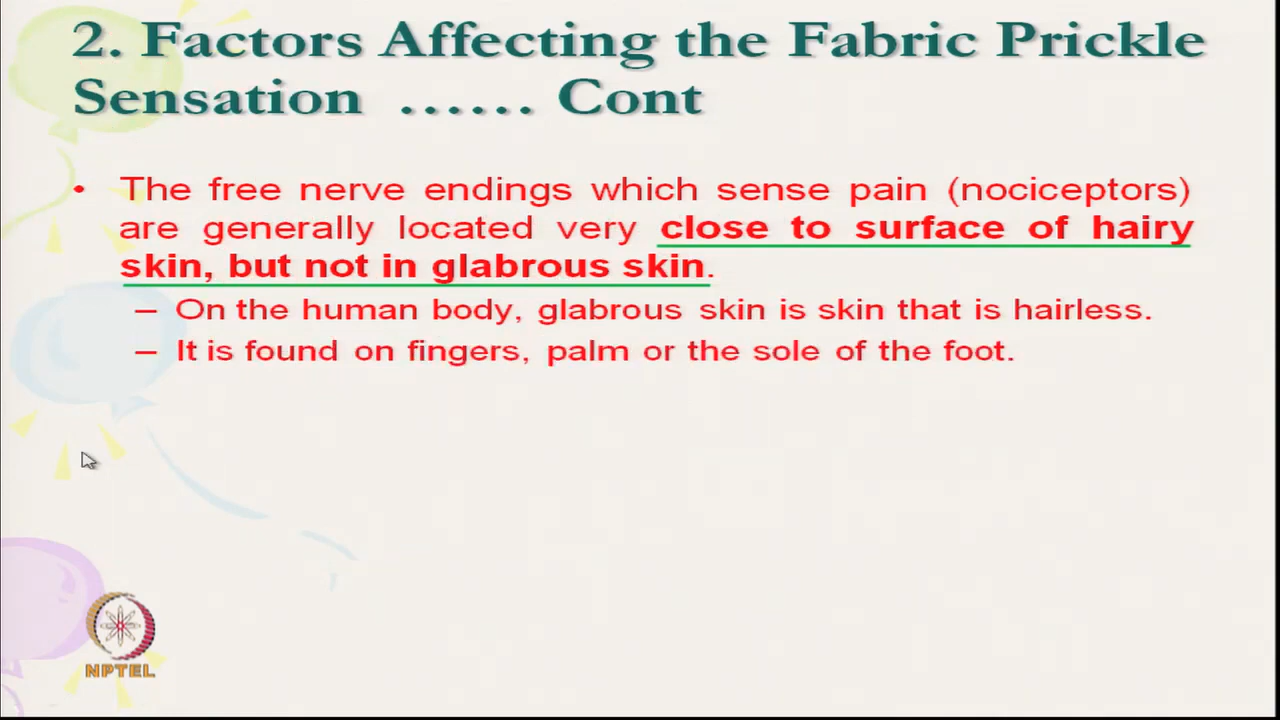 2. Factors Affecting the Fabric Prickle
Sensation ...... Cont
• The free nerve endings which sense pain (nociceptors)
are generally located very close to surface of hairy
skin, but not in glabrous skin.
– On the human body, glabrous skin is skin that is hairless.
– It is found on fingers, palm or the sole of the foot.
NPTEL